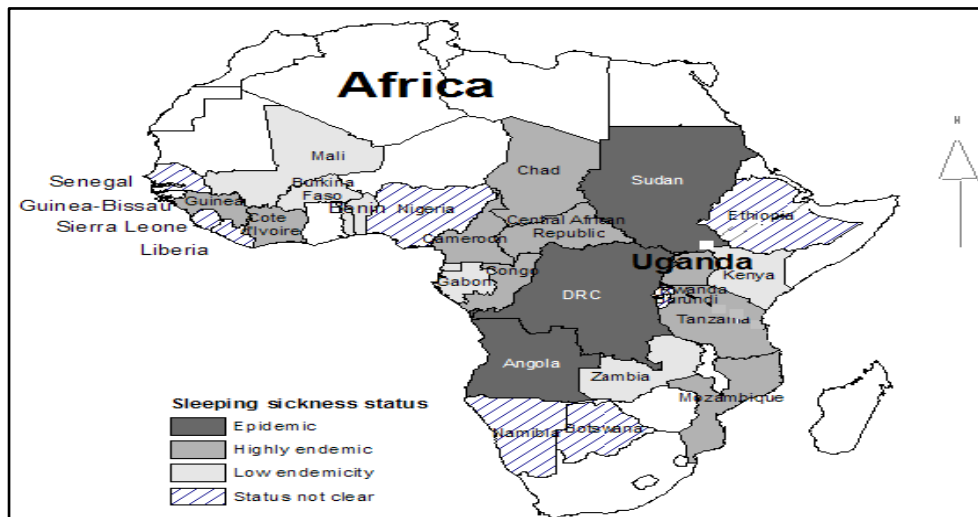 Africa
Mali
Chad
Sudan
Senegal
Burkina
Faso
Guinea
Guinea-Bissau
Benin
Nigeria
Ethiopia
Sierra Leone
Cote
d'Ivoire
Central African
Republic
Liberia
Cameroon
Uganda
Kenya
Congo
Gabon
DRC
Rwanda
Burundi
Tanzania
Angola
Zambia
Mozambique
Namibia
Botswana
Sleeping sickness status
Epidemic
Highly endemic
Low endemicity
Status not clear